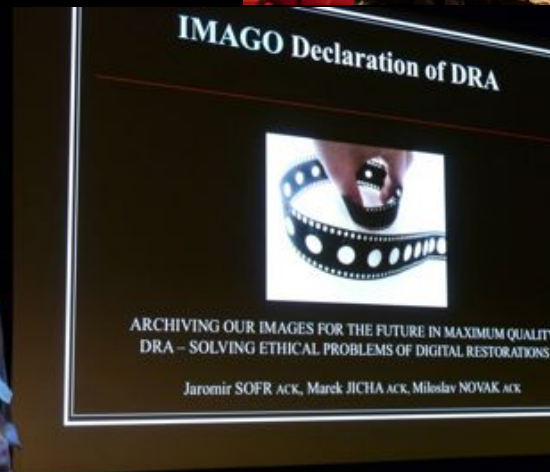 IMAGO Declaration of DRA
ARCHIVING OUR IMAGES FOR THE FUTURE IN MAXIMUM QUALITY
DRA – SOLVING ETHICAL PROBLEMS OF DIGITAL RESTORATIONS
Jaromir SOFR ACK, Marek JICHA ACK, Miloslav NOVAK ACK